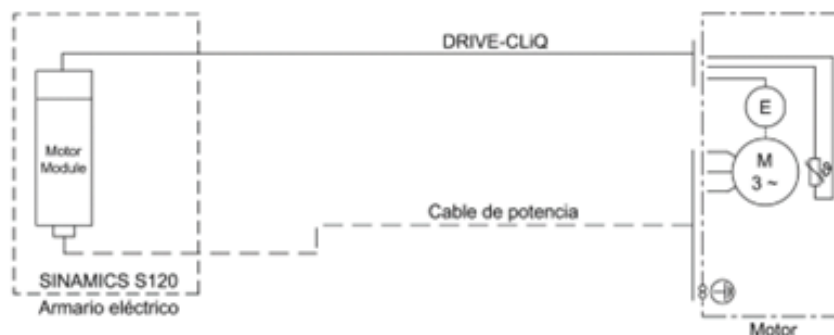 DRIVE-CLiQ
E
Motor
Module
M
3 ~
Cable de potencia
SINAMICS S120
Armario eléctrico
Motor